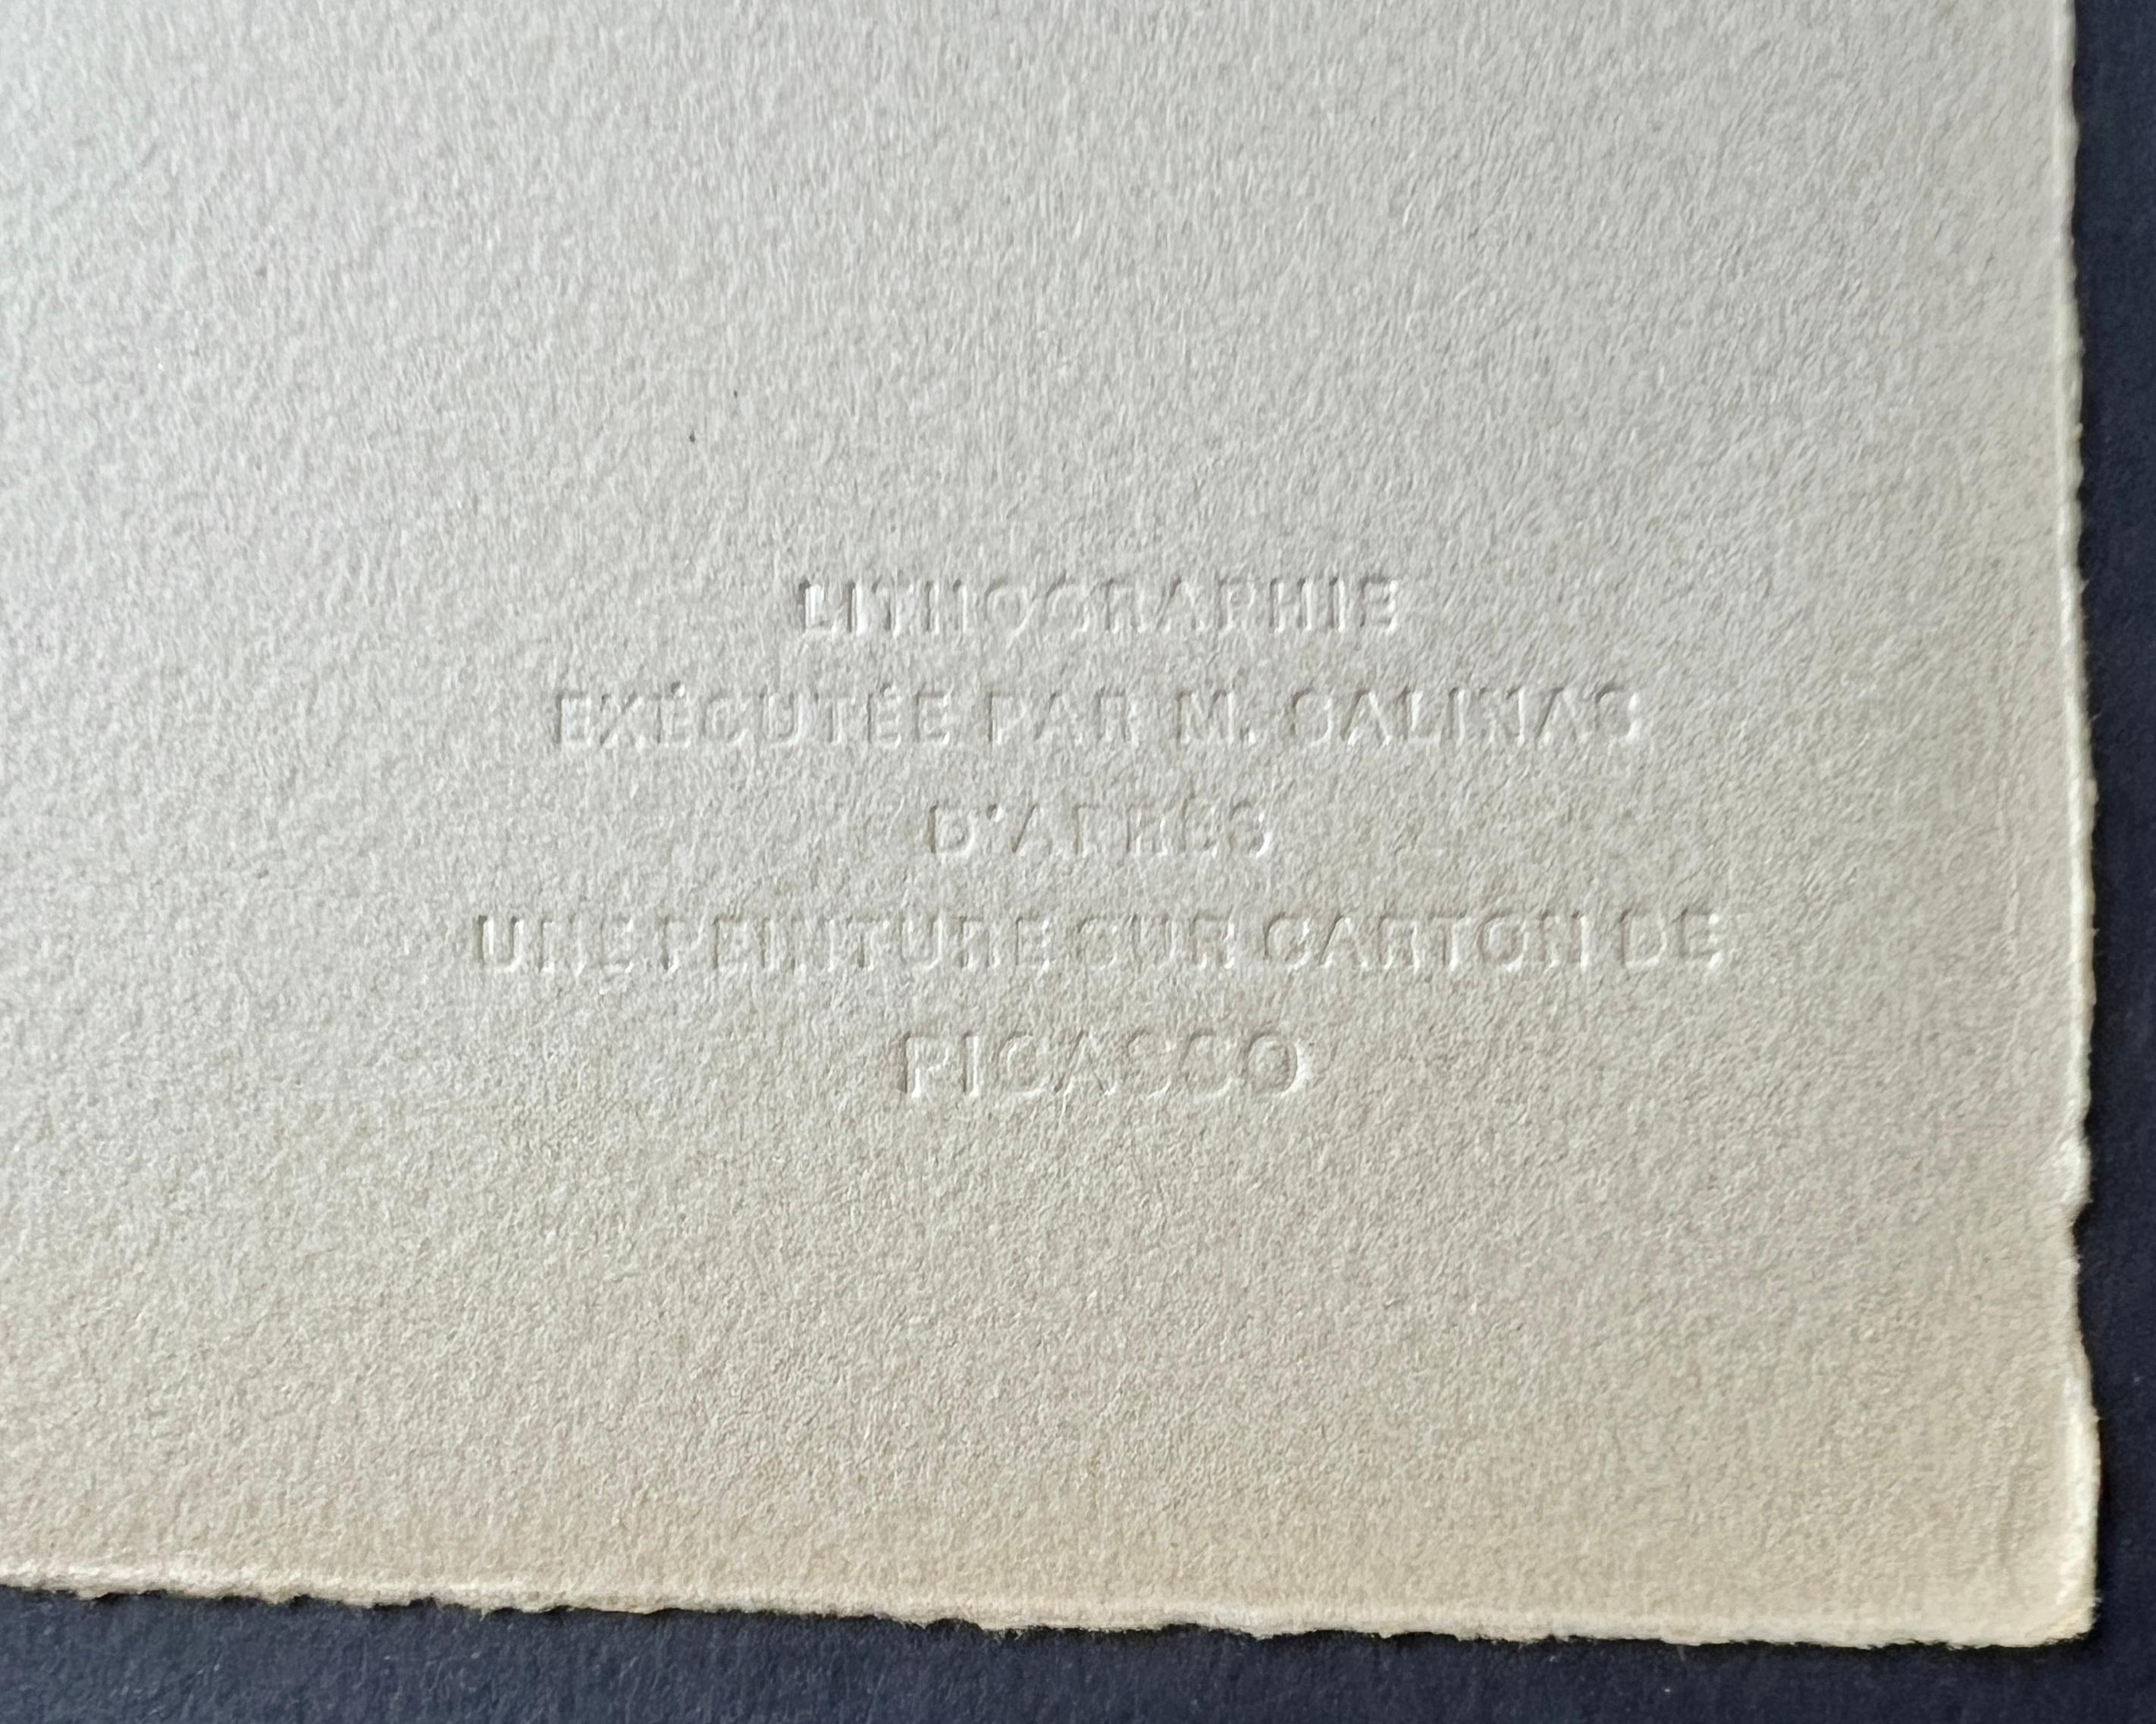 LITHOGRAPHIE
EXÉCUTÉE PAR M. SALINAS
D'APRÈS
UNE PEINTURE SUR CARTON DE
PICASSO